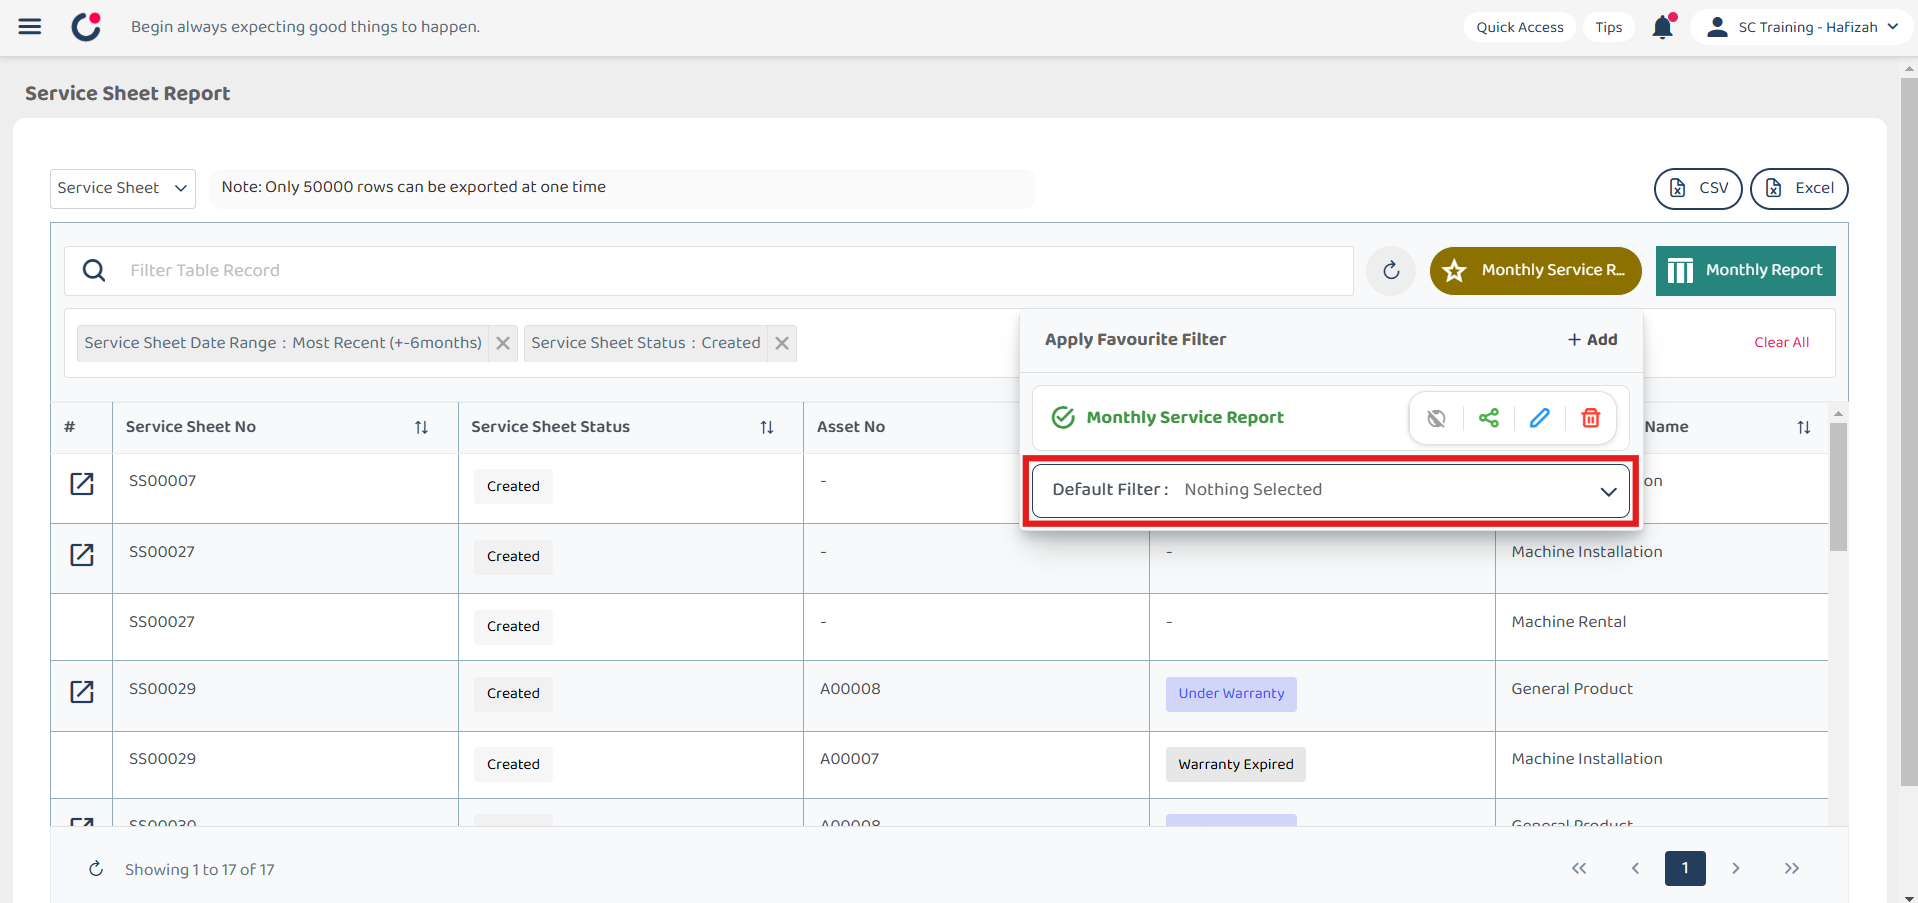 Begin always expecting good things to happen.
Quick Access
Tips
SC Training - Hafizah
Service Sheet Report
Service Sheet
Note: Only 50000 rows can be exported at one time
CSV
Excel
Filter Table Record
Monthly Service R...
Monthly Report
Service Sheet Date Range : Most Recent (+-6months)
Service Sheet Status : Created
Clear All
Apply Favourite Filter
+ Add
Monthly Service Report
Default Filter : Nothing Selected
# Service Sheet No Service Sheet Status Asset No Name
SS00007 Created - on
SS00027 Created - - Machine Installation
SS00027 Created - - Machine Rental
SS00029 Created A00008 Under Warranty General Product
SS00029 Created A00007 Warranty Expired Machine Installation
SS00030 A00008 General Product
Showing 1 to 17 of 17
<< < 1 > >>